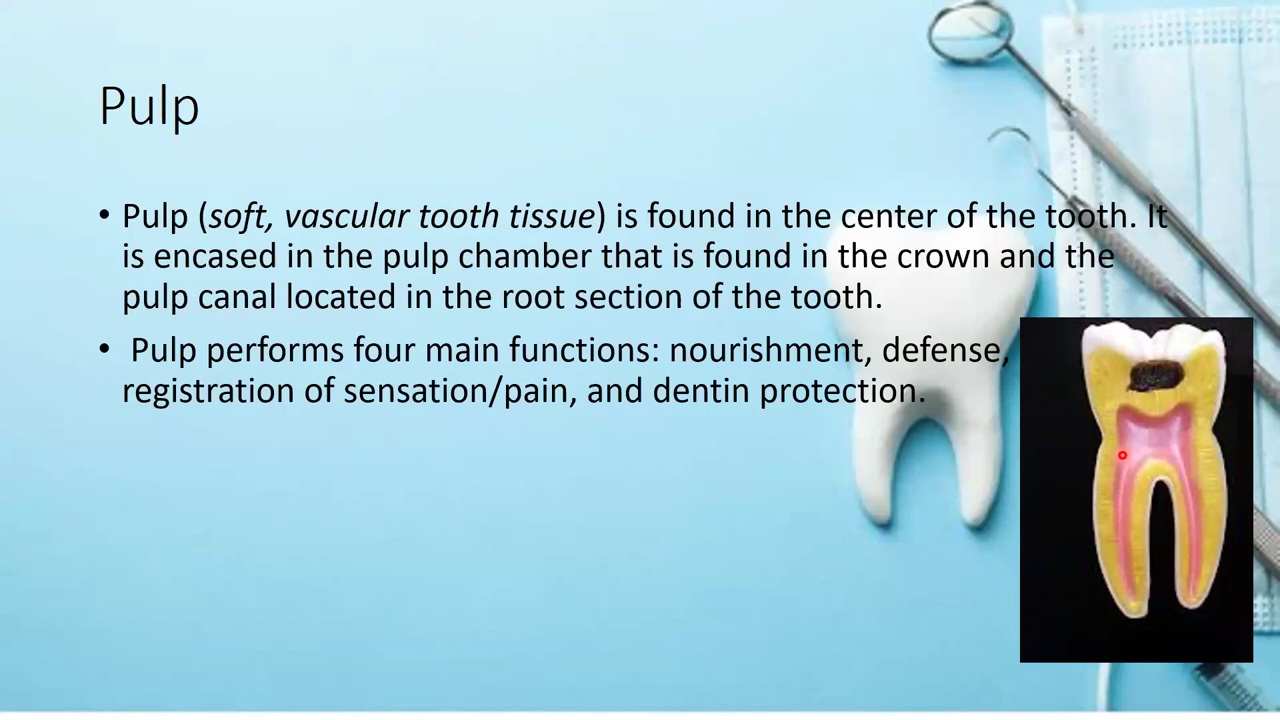 Pulp
• Pulp (soft, vascular tooth tissue) is found in the center of the tooth. It
is encased in the pulp chamber that is found in the crown and the
pulp canal located in the root section of the tooth.
• Pulp performs four main functions: nourishment, defense,
registration of sensation/pain, and dentin protection.